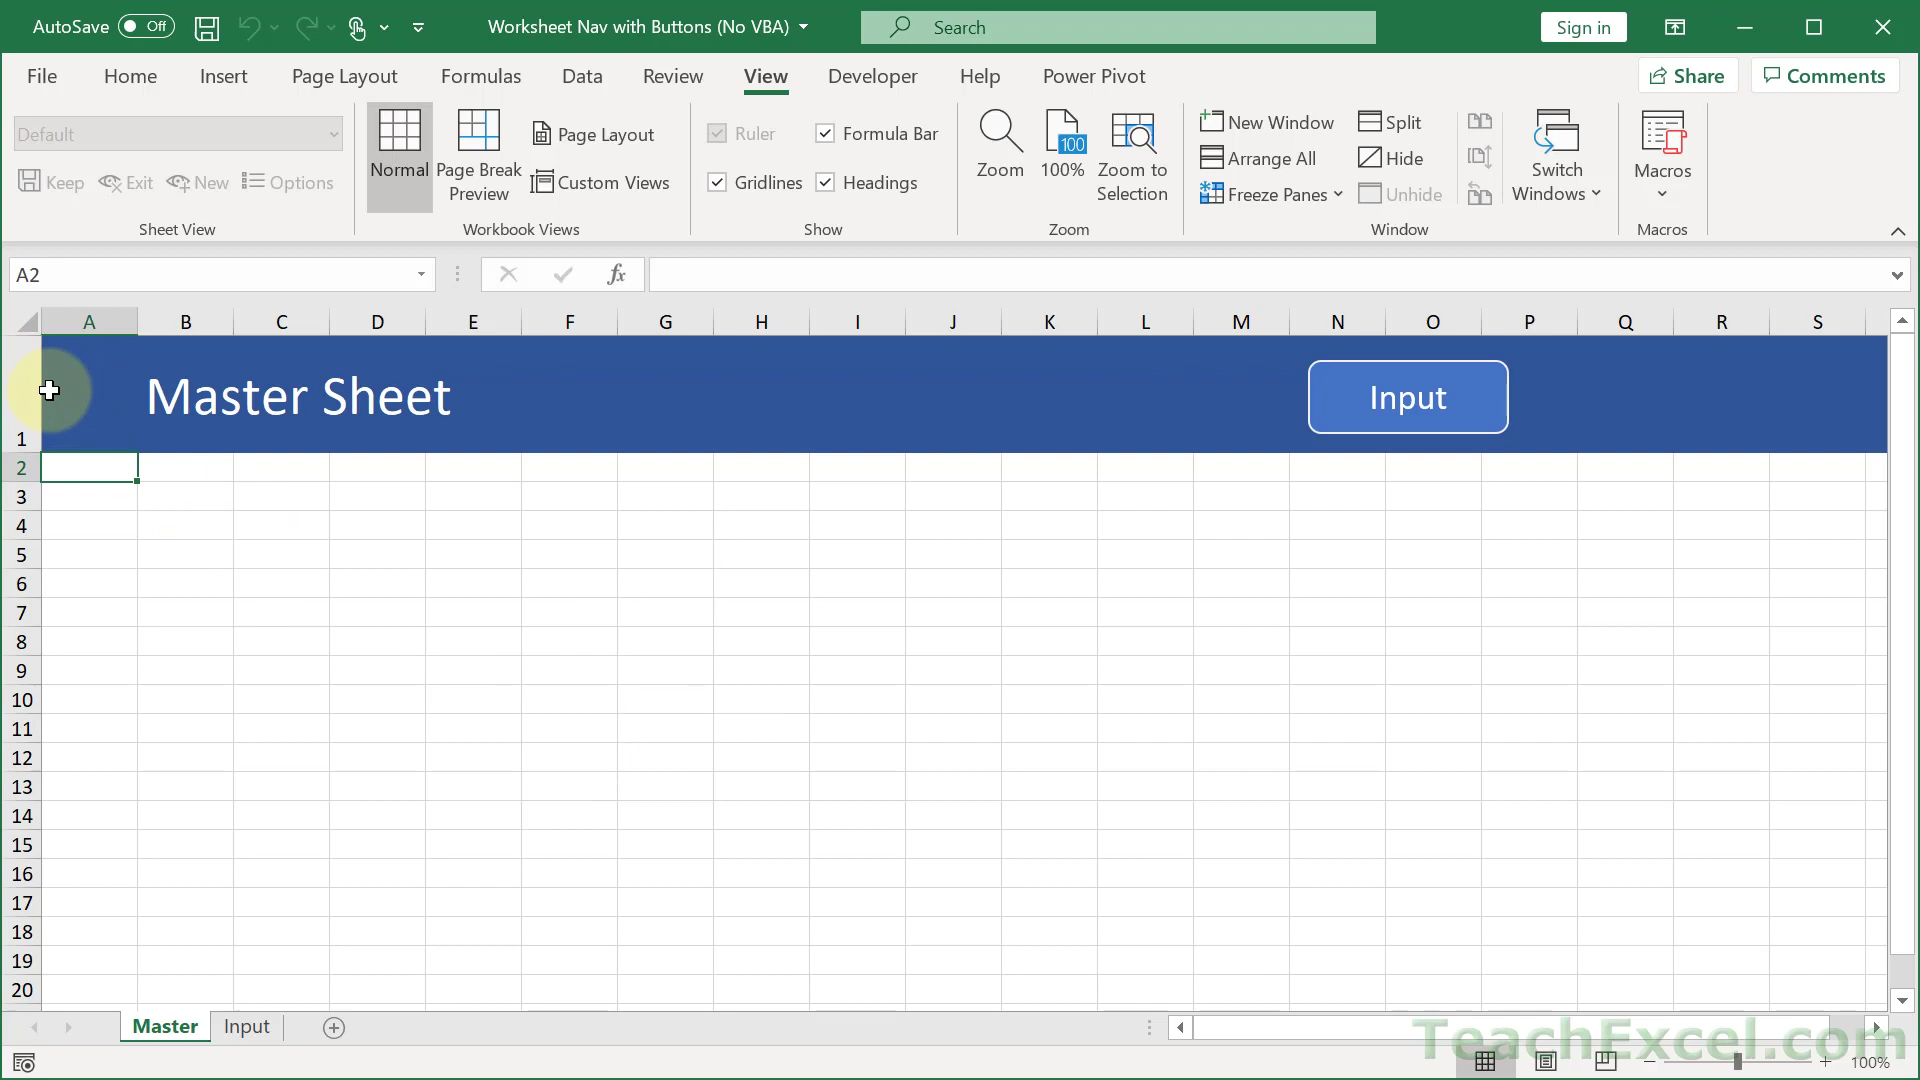 AutoSave Off Worksheet Nav with Buttons (No VBA) Search Sign in
File Home Insert Page Layout Formulas Data Review View Developer Help Power Pivot Share Comments
Default
Keep Exit New Options
Sheet View
Normal
Page Break Preview
Page Layout
Custom Views
Workbook Views
Ruler Formula Bar
Gridlines Headings
Show
Zoom
100
100%
Zoom to Selection
Zoom
New Window
Arrange All
Freeze Panes
Split
Hide
Unhide
Switch Windows
Window
Macros
Macros
A2 fx
A B C D E F G H I J K L M N O P Q R S
Master Sheet Input
1
2
3
4
5
6
7
8
9
10
11
12
13
14
15
16
17
18
19
20
Master Input
TeachExcel.com
100%